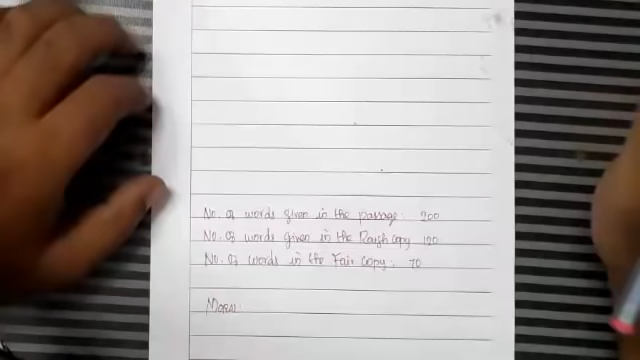 No. of words given in the passage: 200
No. of words given in the Rough copy 120
No. of words in the Fair copy: 70
MORAL